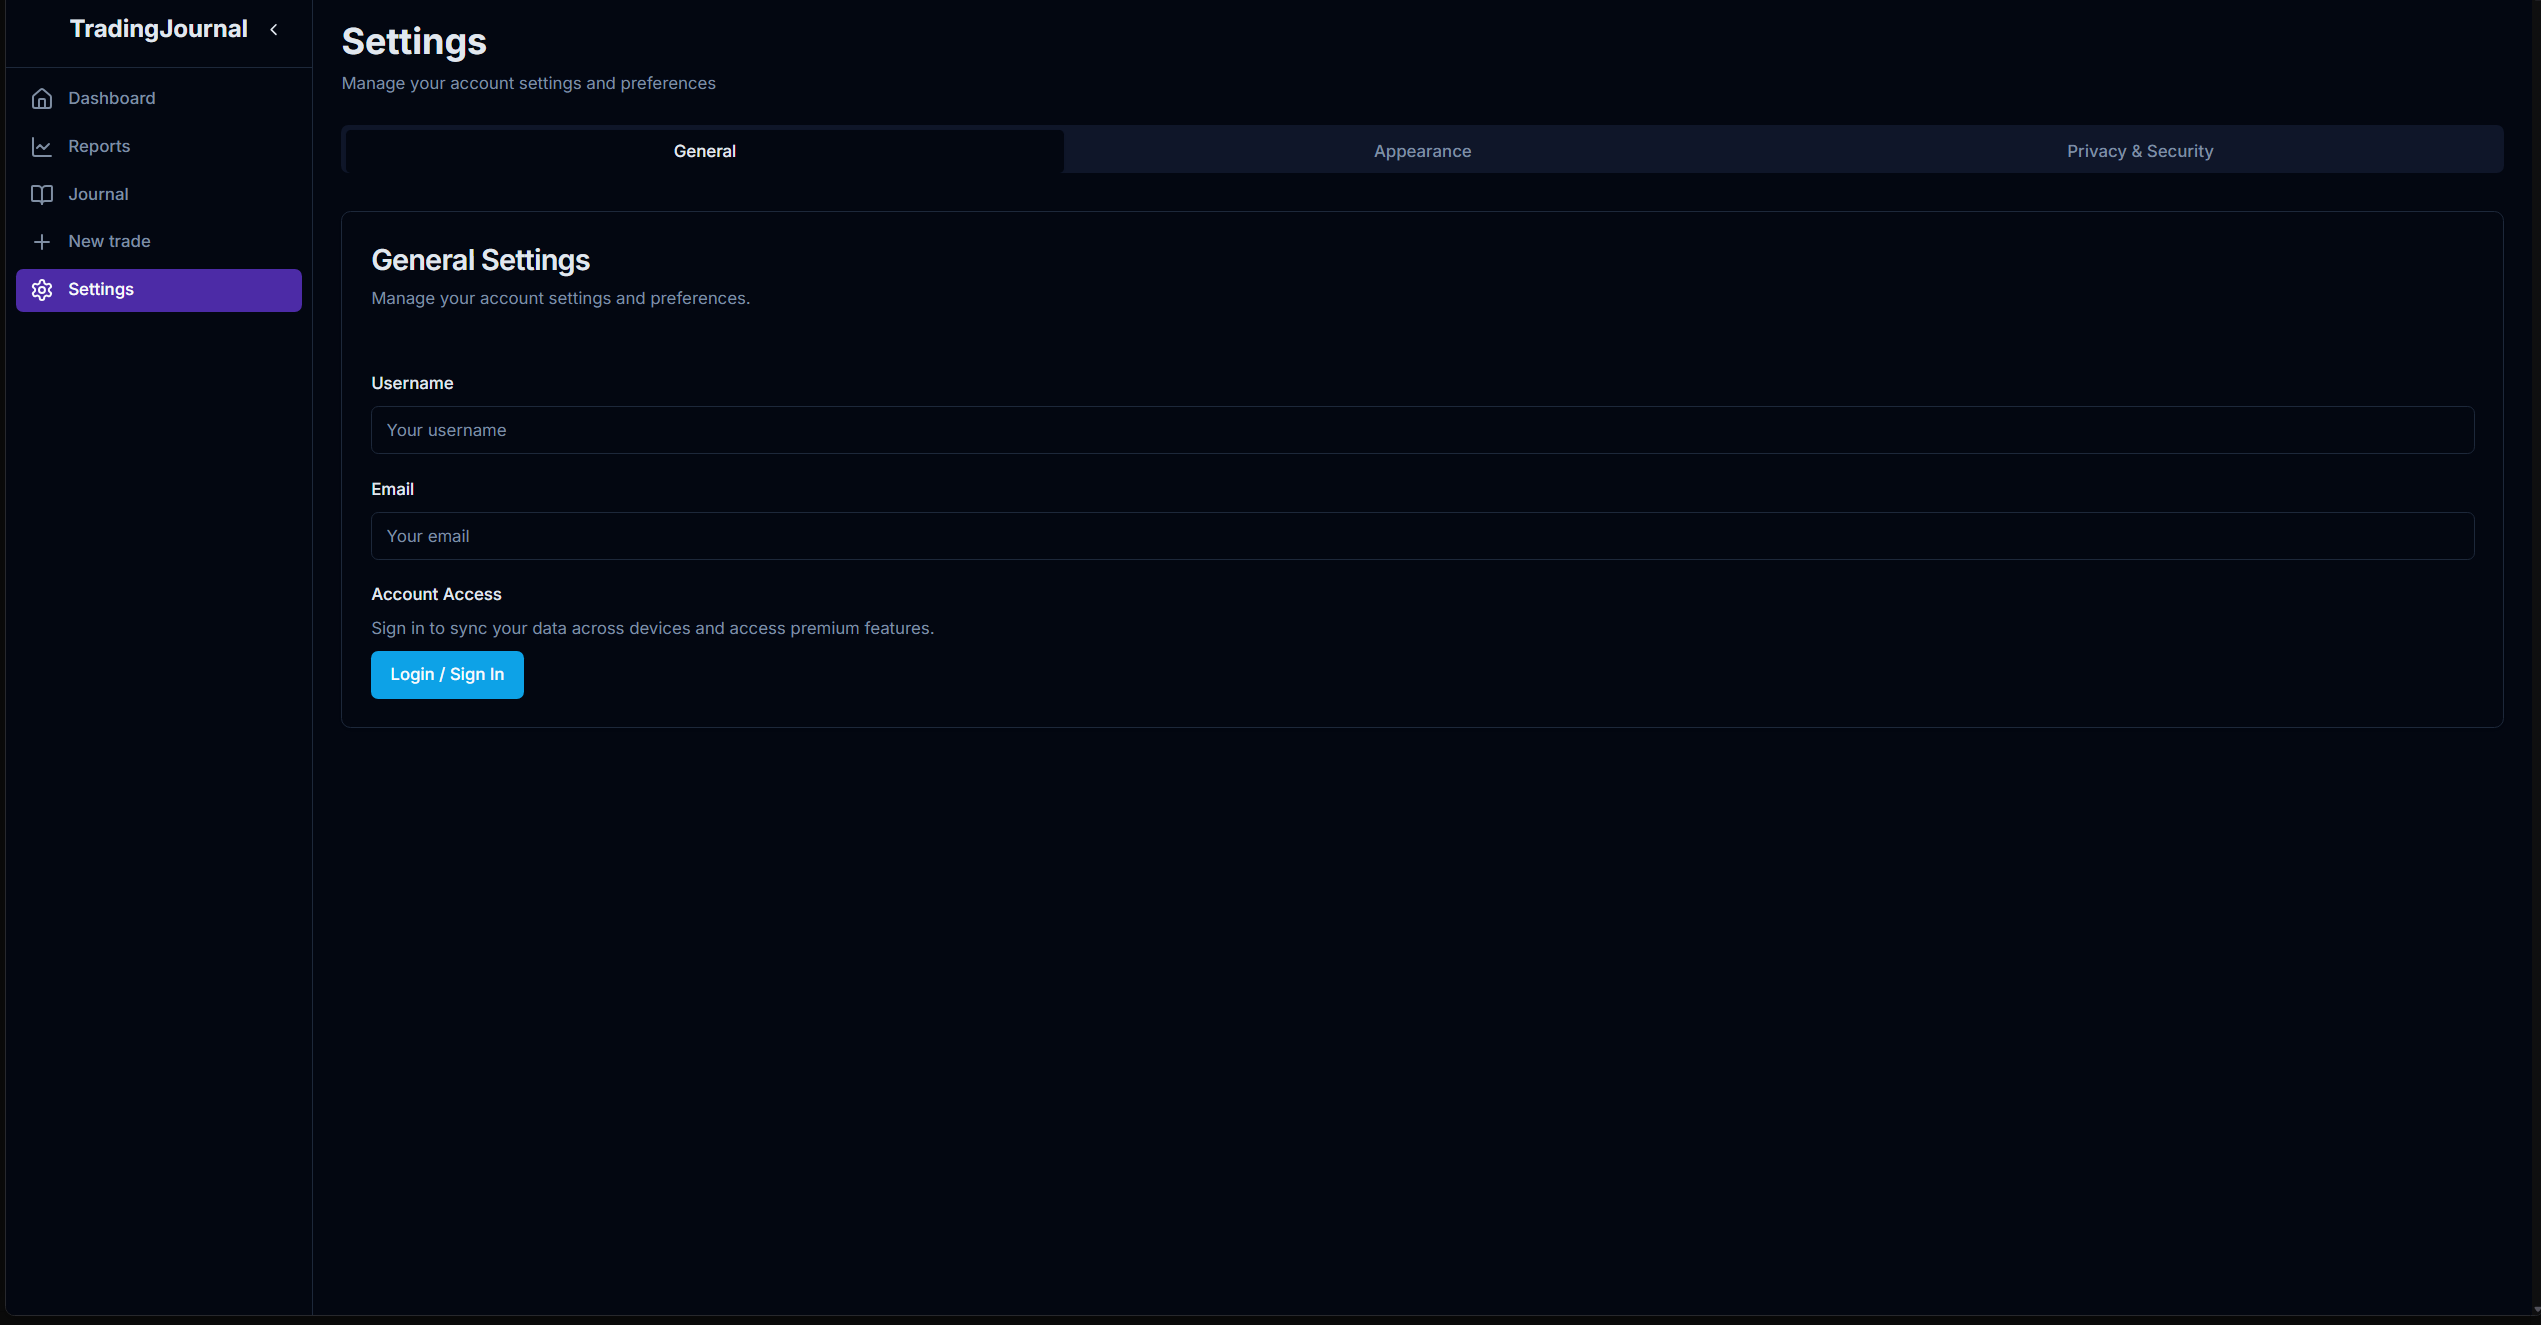 TradingJournal
Dashboard
Reports
Journal
New trade
Settings
Settings
Manage your account settings and preferences
General
Appearance
Privacy & Security
General Settings
Manage your account settings and preferences.
Username
Your username
Email
Your email
Account Access
Sign in to sync your data across devices and access premium features.
Login / Sign In